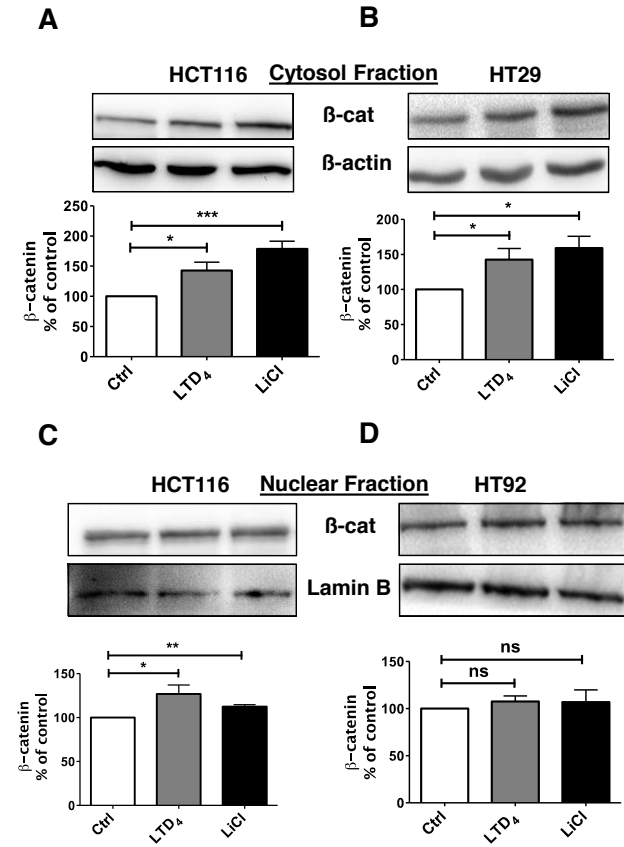 A
B
HCT116 Cytosol Fraction HT29
ß-cat
ß-actin
250
200
150
100
50
0
β-catenin
% of control
***
*
Ctrl
LTD4
LiCl
200
150
100
50
0
β-catenin
% of control
*
*
Ctrl
LTD4
LiCl
C
D
HCT116 Nuclear Fraction HT92
ß-cat
Lamin B
150
100
50
0
β-catenin
% of control
**
*
Ctrl
LTD4
LiCl
150
100
50
0
β-catenin
% of control
ns
ns
Ctrl
LTD4
LiCl